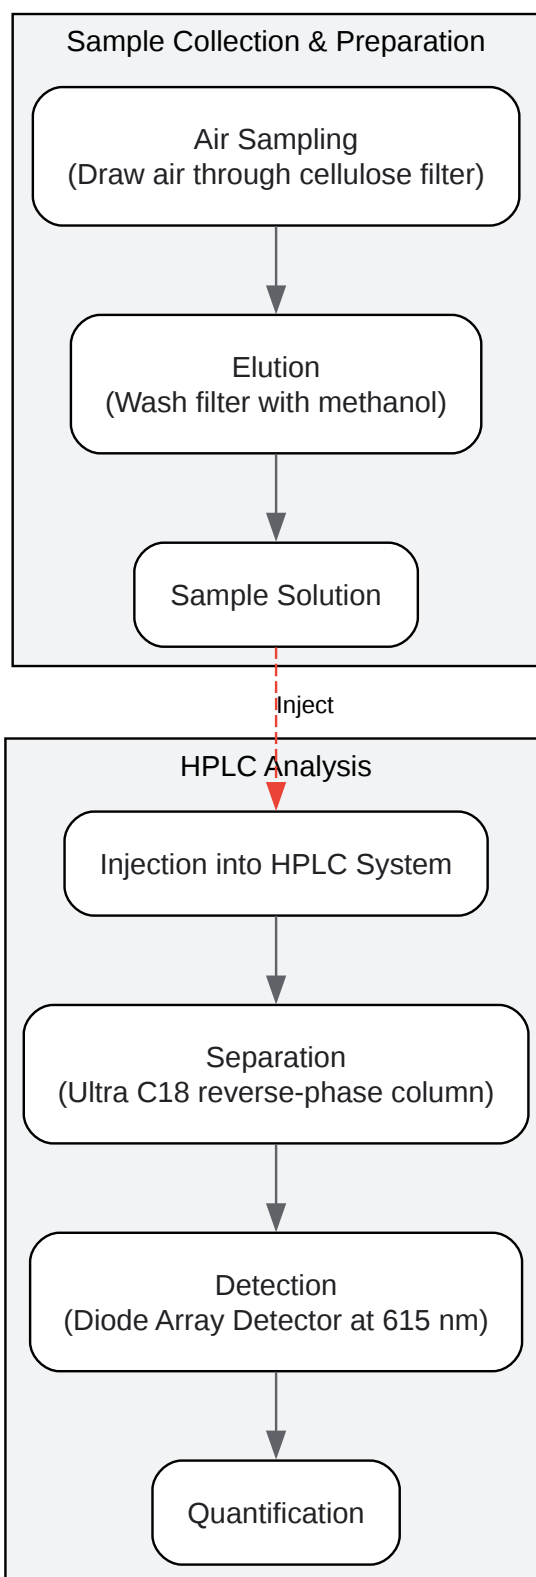 Sample Collection & Preparation
Air Sampling
(Draw air through cellulose filter)
Elution
(Wash filter with methanol)
Sample Solution
Inject
HPLC Analysis
Injection into HPLC System
Separation
(Ultra C18 reverse-phase column)
Detection
(Diode Array Detector at 615 nm)
Quantification